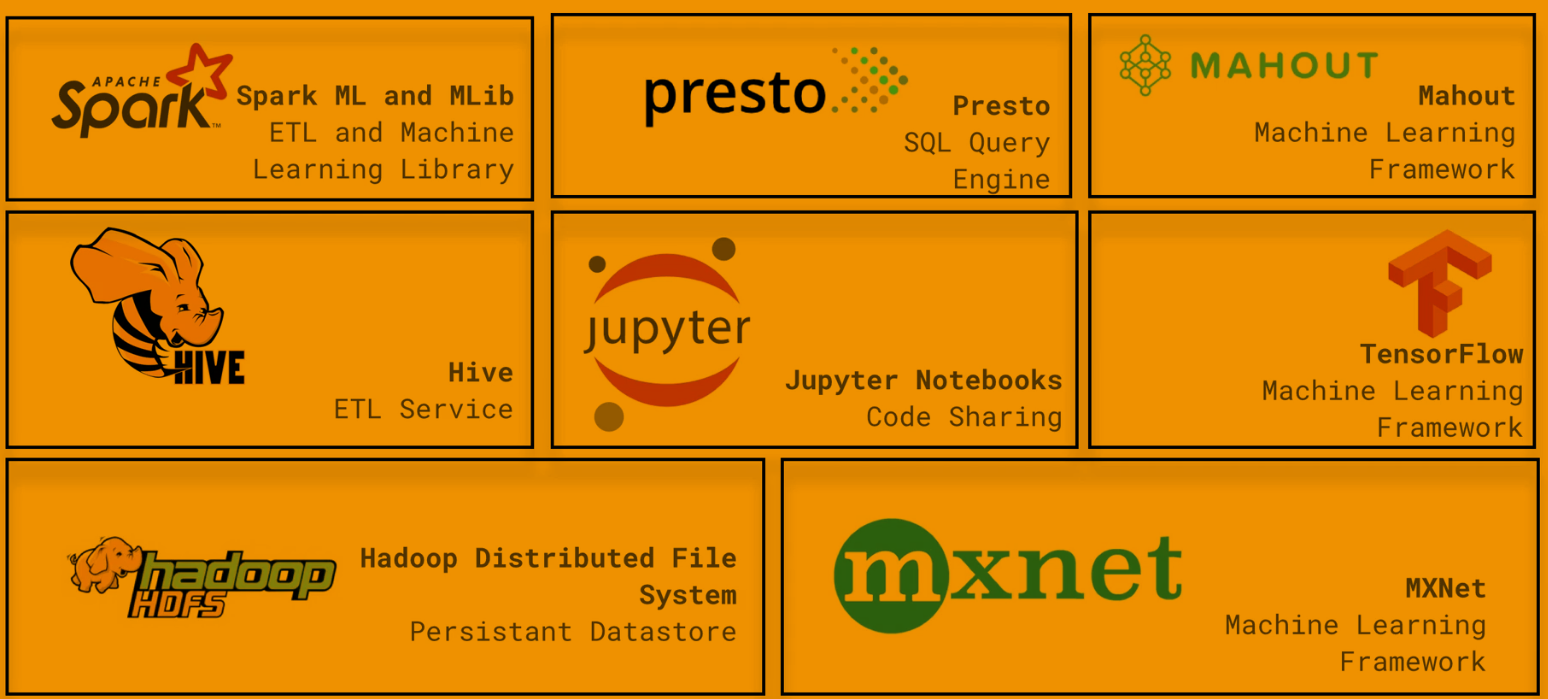 APACHE
Spark™
Spark ML and MLib
ETL and Machine
Learning Library
presto
Presto
SQL Query
Engine
MAHOUT
Mahout
Machine Learning
Framework
HIVE
Hive
ETL Service
jupyter
Jupyter Notebooks
Code Sharing
TensorFlow
Machine Learning
Framework
hadoop
HDFS
Hadoop Distributed File
System
Persistant Datastore
mxnet
MXNet
Machine Learning
Framework